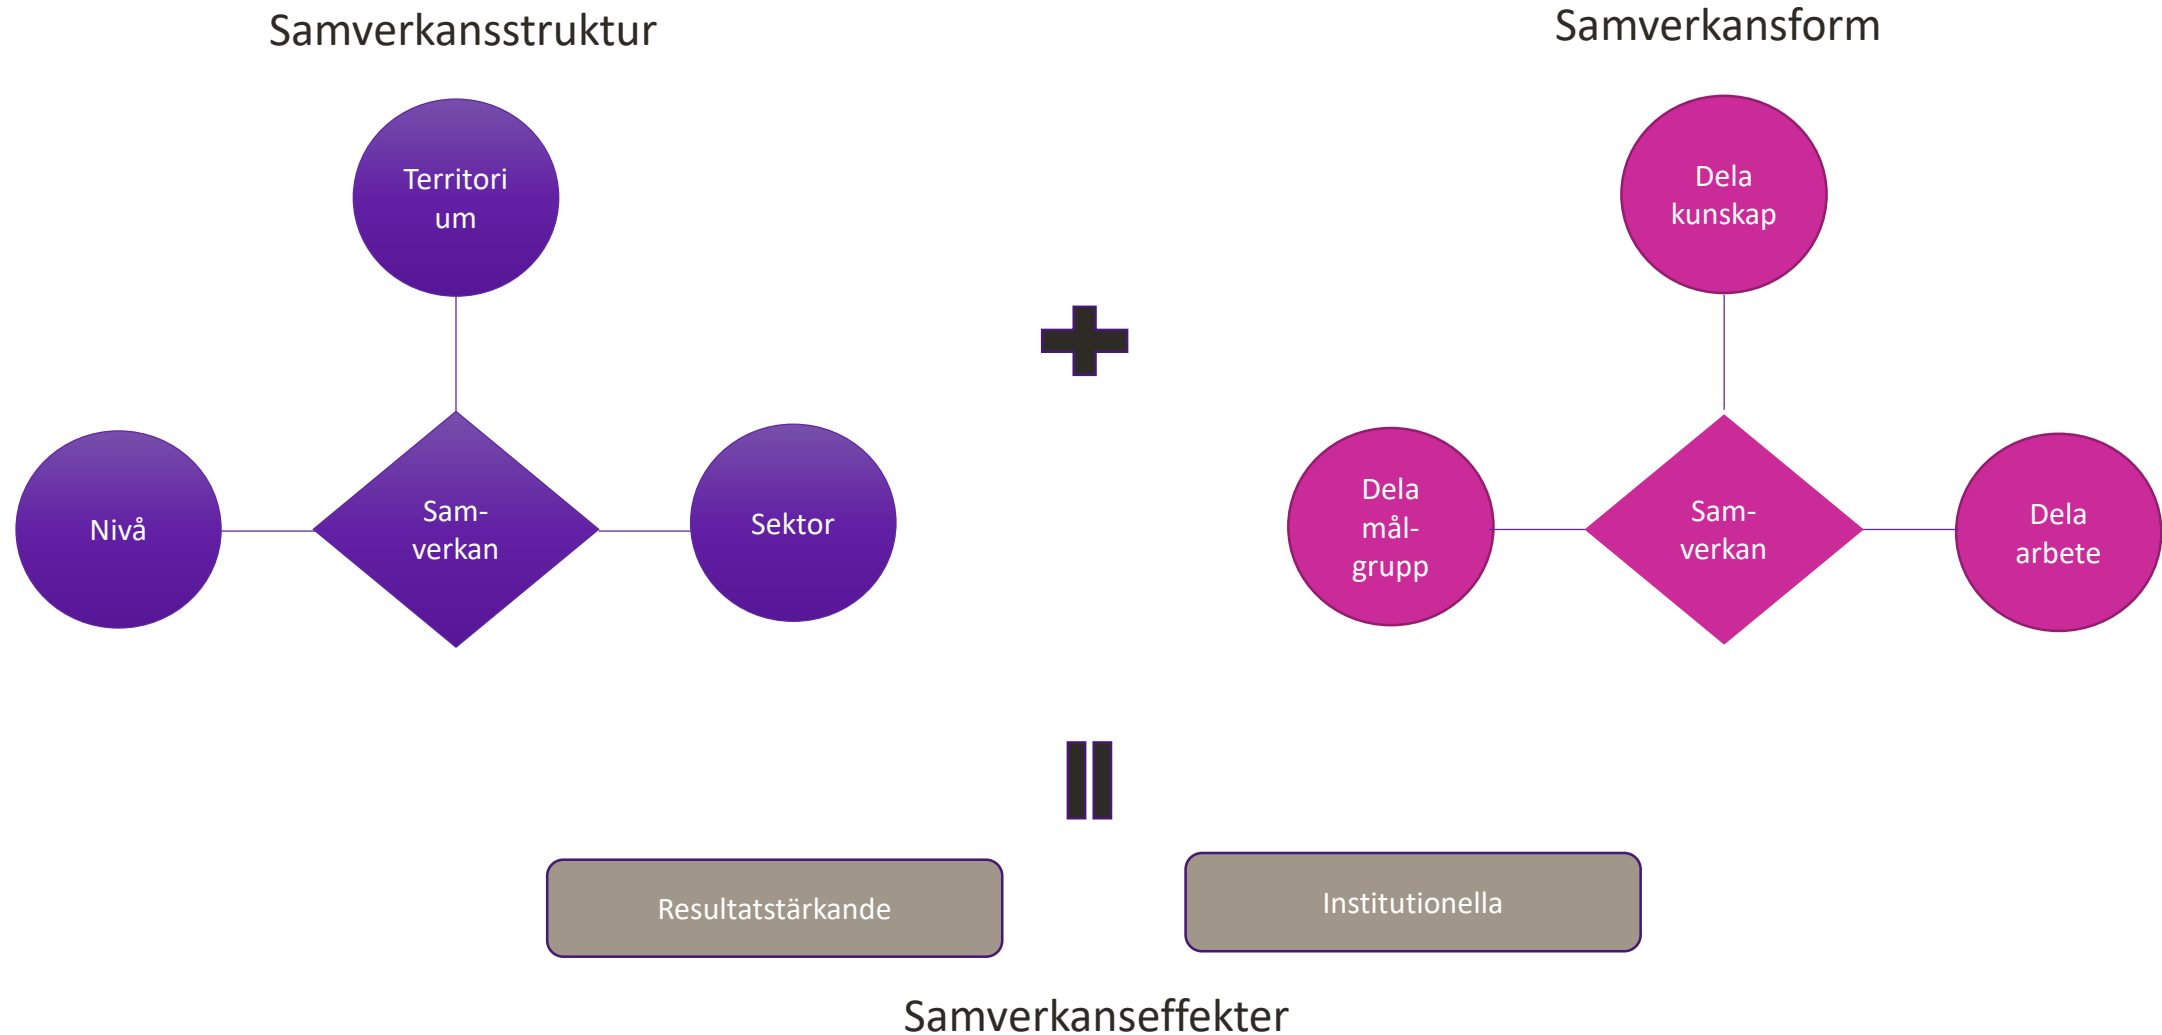 Samverkansstruktur
Territori
um
Nivå
Sam-
verkan
Sektor
Samverkansform
Dela
kunskap
Dela
mål-
grupp
Sam-
verkan
Dela
arbete
Resultatstärkande
Institutionella
Samverkanseffekter